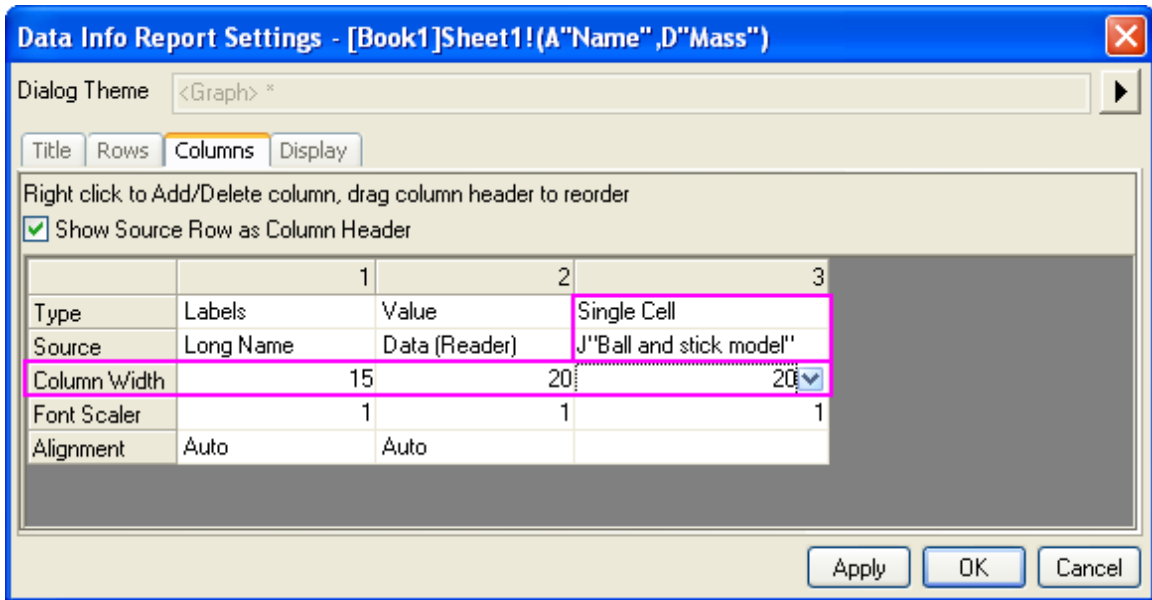 Data Info Report Settings - [Book1]Sheet1!(A"Name",D"Mass")
Dialog Theme <Graph> *
Title Rows Columns Display
Right click to Add/Delete column, drag column header to reorder
Show Source Row as Column Header
1 2 3
Type Labels Value Single Cell
Source Long Name Data (Reader) J"Ball and stick model"
Column Width 15 20 20
Font Scaler 1 1 1
Alignment Auto Auto
Apply OK Cancel